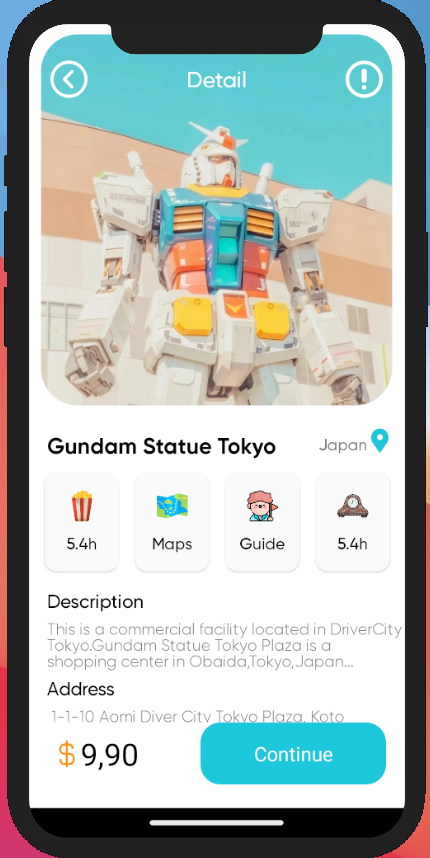 Detail
Gundam Statue Tokyo
Japan
5.4h
Maps
Guide
5.4h
Description
This is a commercial facility located in DriverCity
Tokyo.Gundam Statue Tokyo Plaza is a
shopping center in Obaida,Tokyo,Japan...
Address
1-1-10 Aomi Diver City Tokyo Plaza, Koto
$ 9,90
Continue